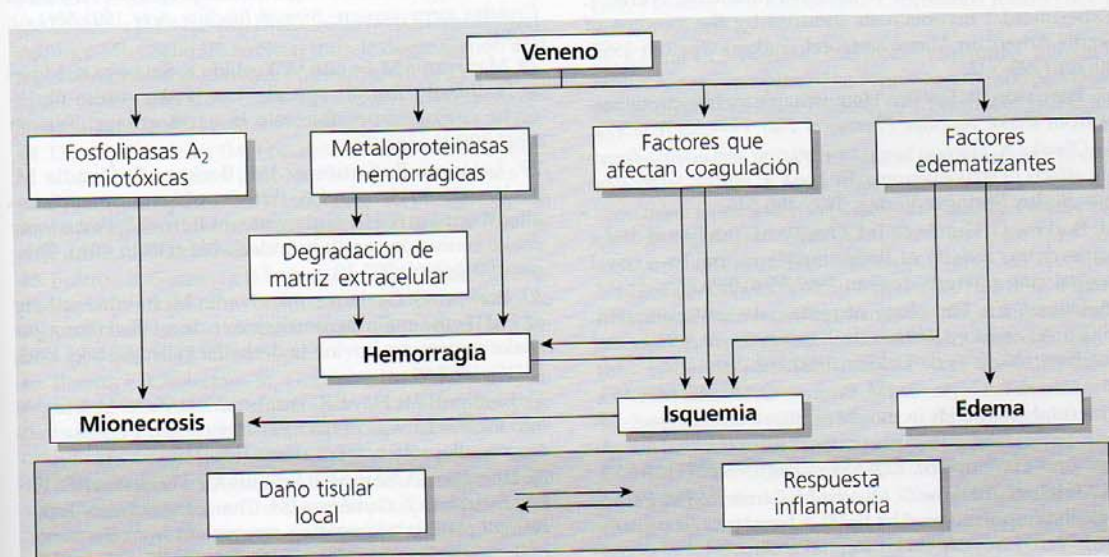 Veneno
Fosfolipasas A₂
miotóxicas
Metaloproteinasas
hemorrágicas
Factores que
afectan coagulación
Factores
edematizantes
Degradación de
matriz extracelular
Hemorragia
Mionecrosis
Isquemia
Edema
Daño tisular
local
Respuesta
inflamatoria